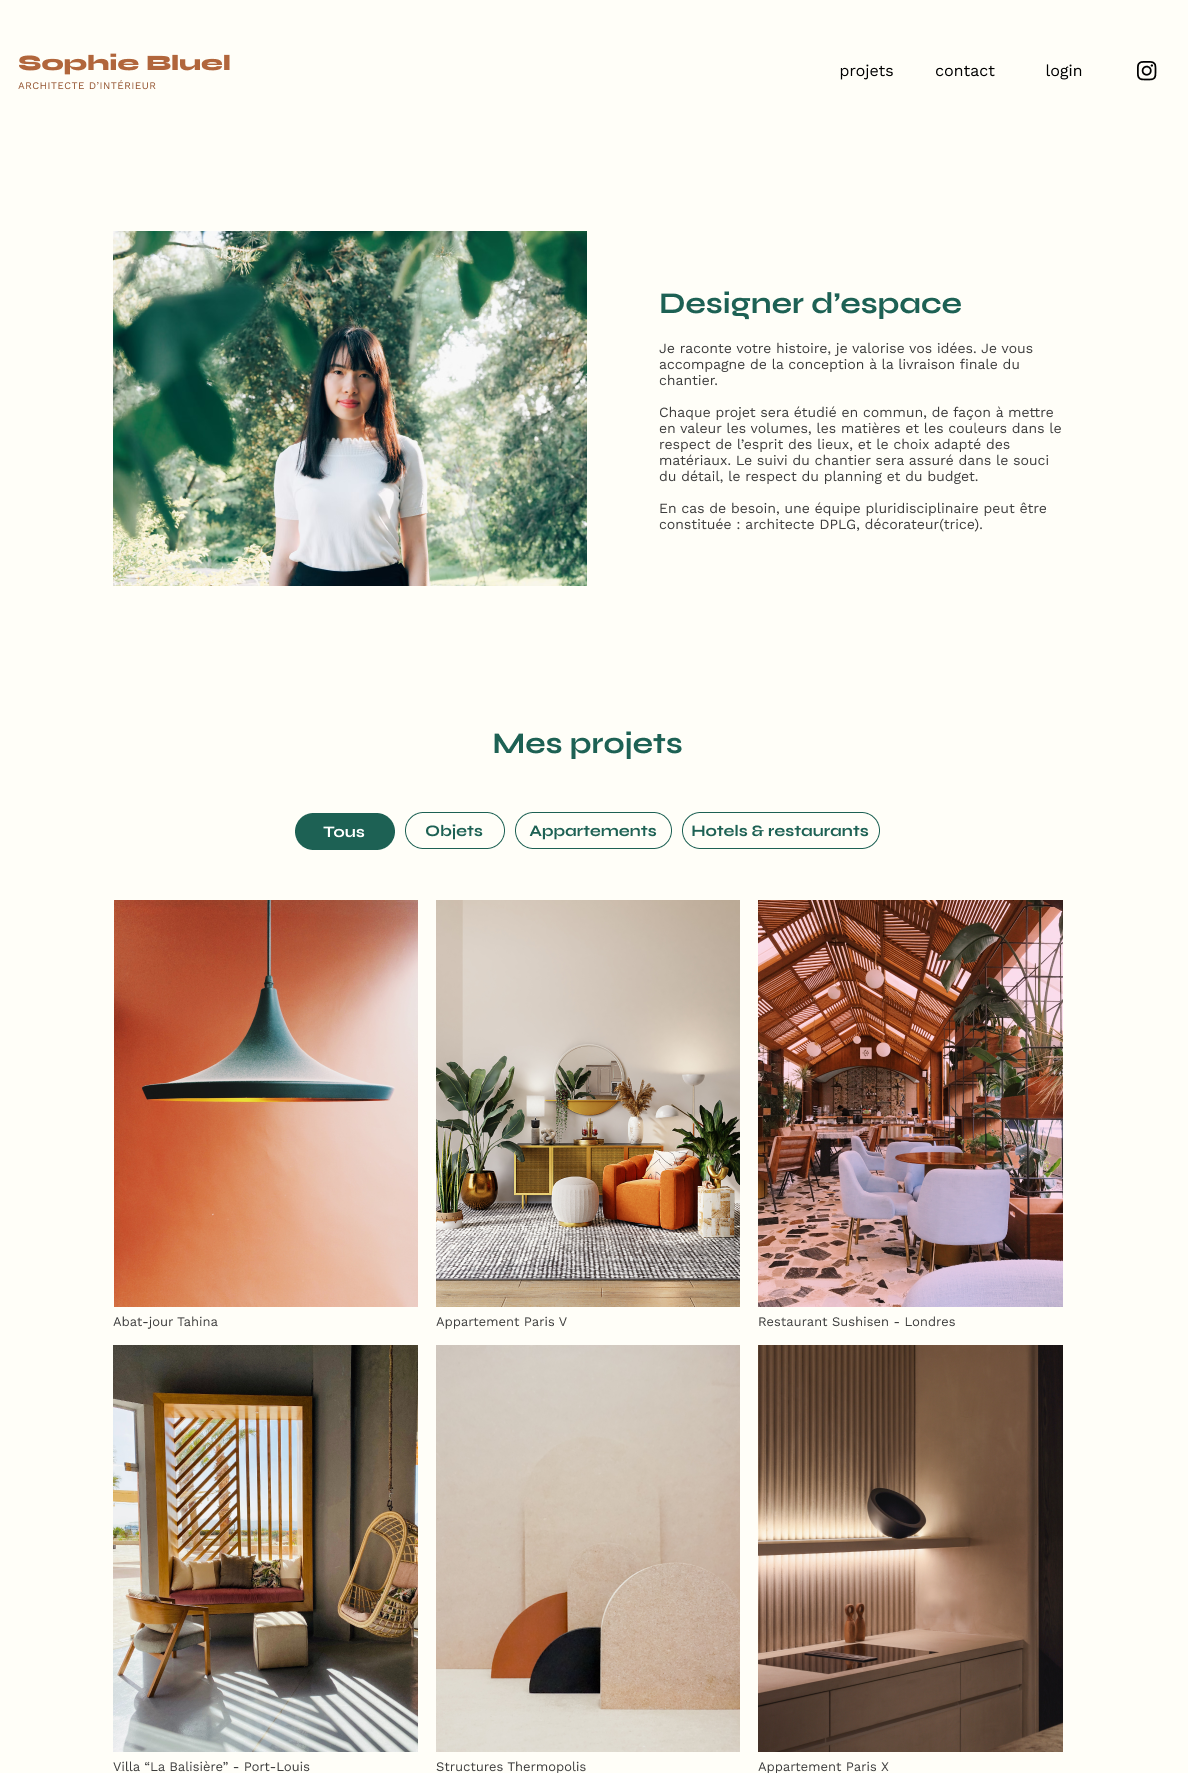 Sophie Bluel
ARCHITECTE D’INTÉRIEUR
projets
contact
login
Designer d’espace
Je raconte votre histoire, je valorise vos idées. Je vous
accompagne de la conception à la livraison finale du
chantier.
Chaque projet sera étudié en commun, de façon à mettre
en valeur les volumes, les matières et les couleurs dans le
respect de l’esprit des lieux, et le choix adapté des
matériaux. Le suivi du chantier sera assuré dans le souci
du détail, le respect du planning et du budget.
En cas de besoin, une équipe pluridisciplinaire peut être
constituée : architecte DPLG, décorateur(trice).
Mes projets
Tous
Objets
Appartements
Hotels & restaurants
Abat-jour Tahina
Appartement Paris V
Restaurant Sushisen - Londres
Villa “La Balisière” - Port-Louis
Structures Thermopolis
Appartement Paris X